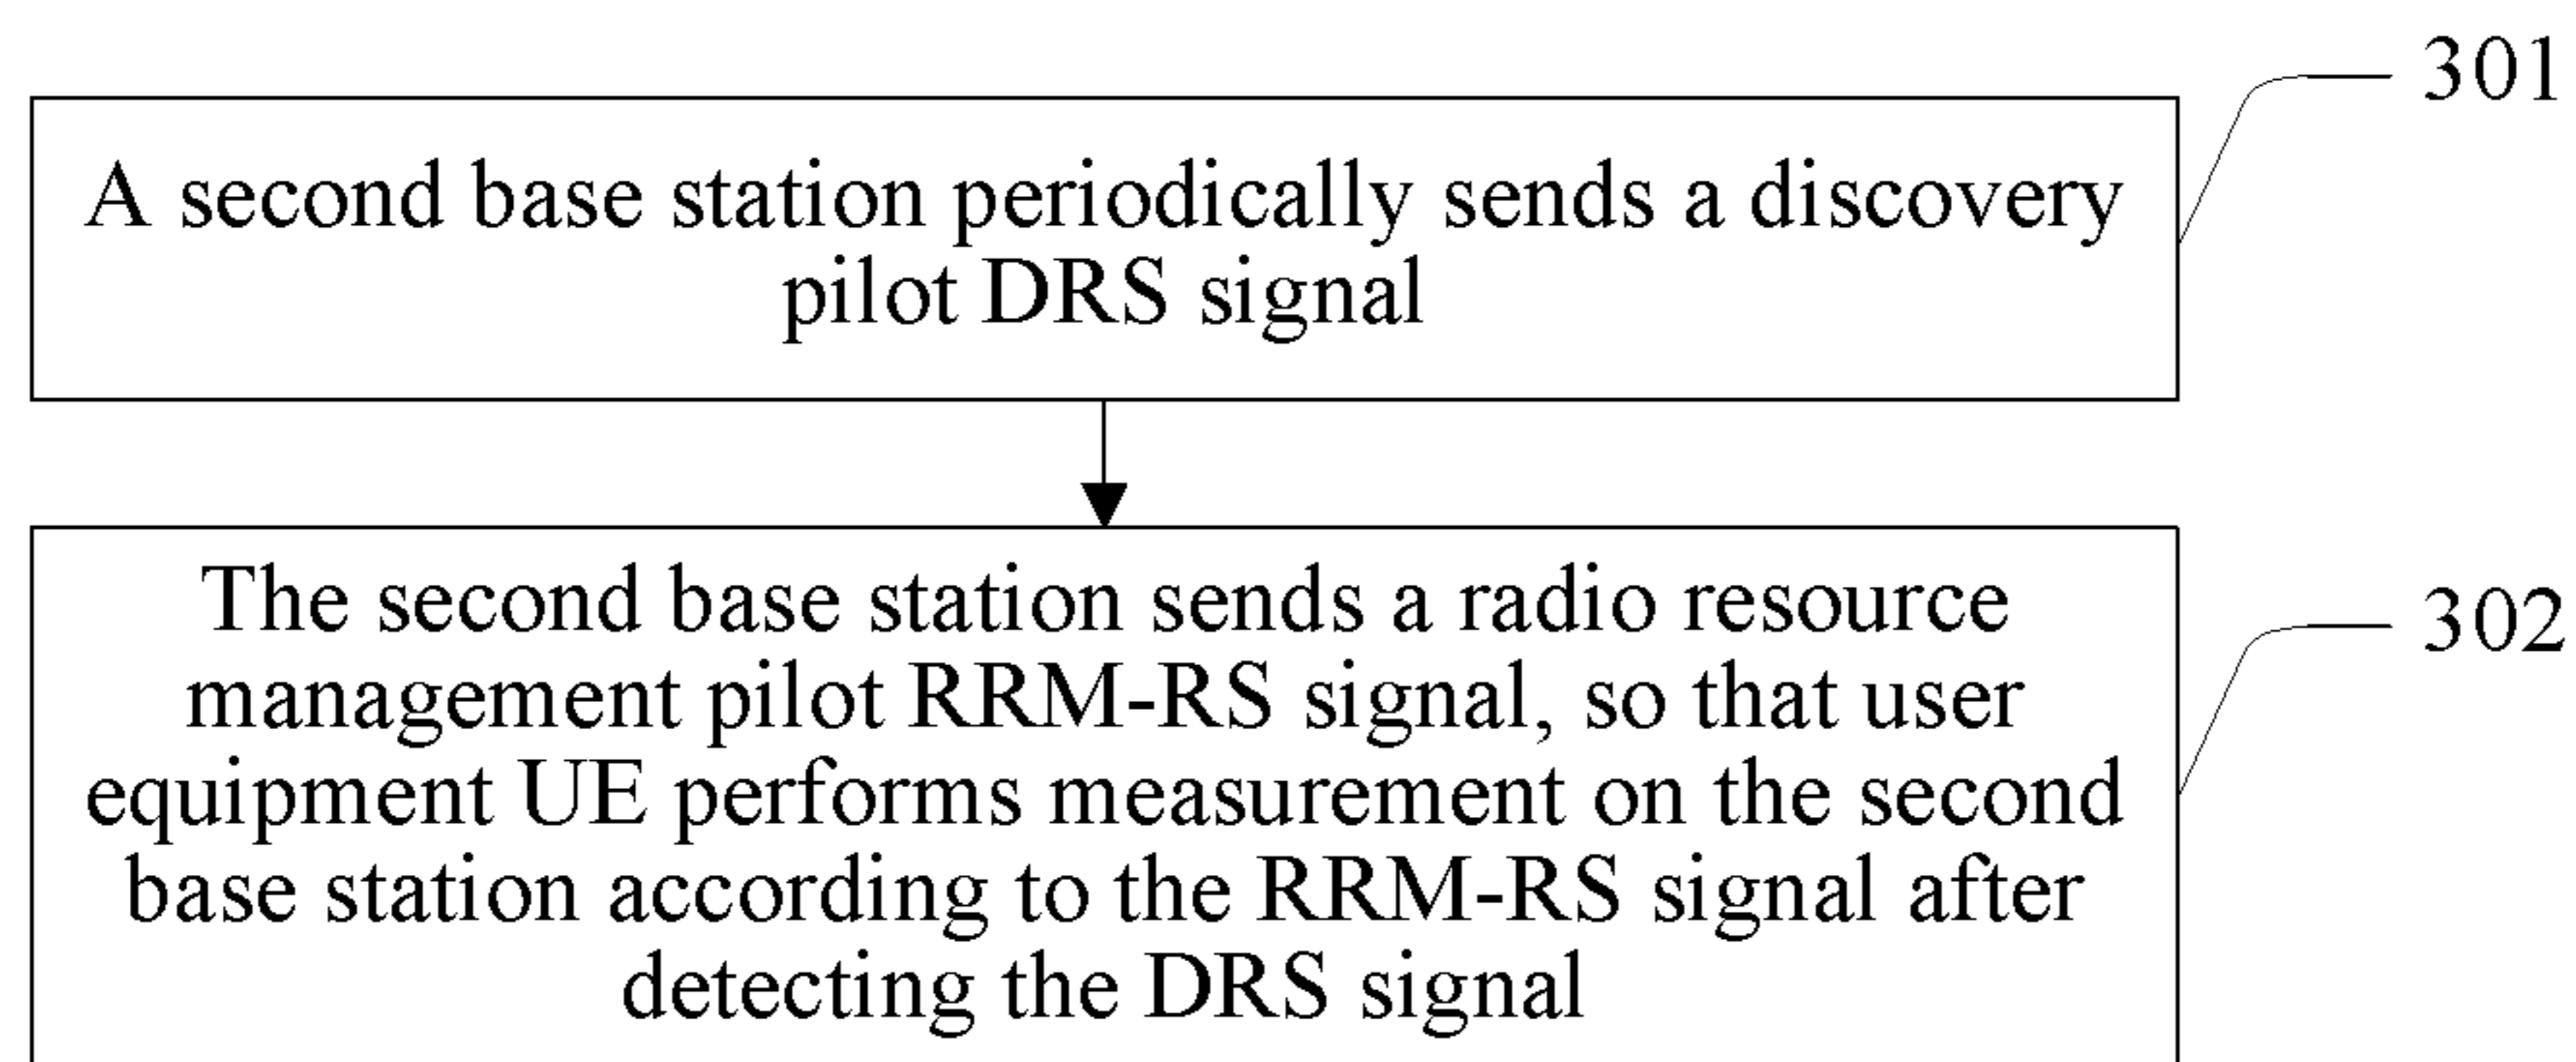 301
A second base station periodically sends a discovery
pilot DRS signal
302
The second base station sends a radio resource
management pilot RRM-RS signal, so that user
equipment UE performs measurement on the second
base station according to the RRM-RS signal after
detecting the DRS signal